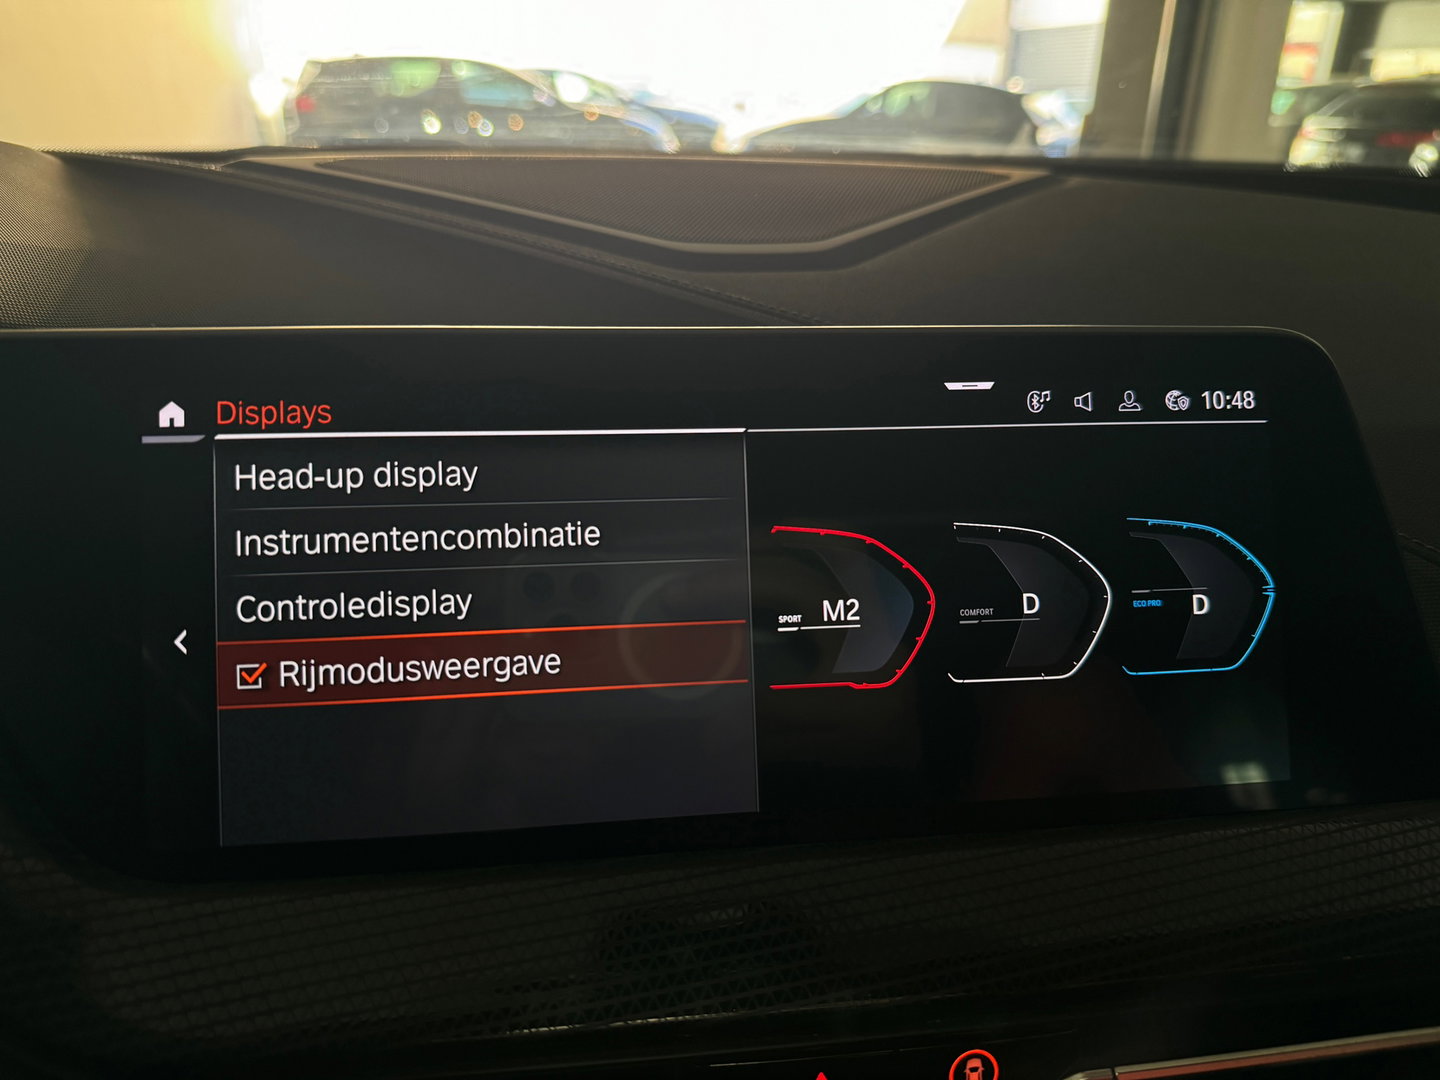 Displays
10:48
Head-up display
Instrumentencombinatie
Controledisplay
Rijmodusweergave
SPORT M2
COMFORT D
ECO PRO D